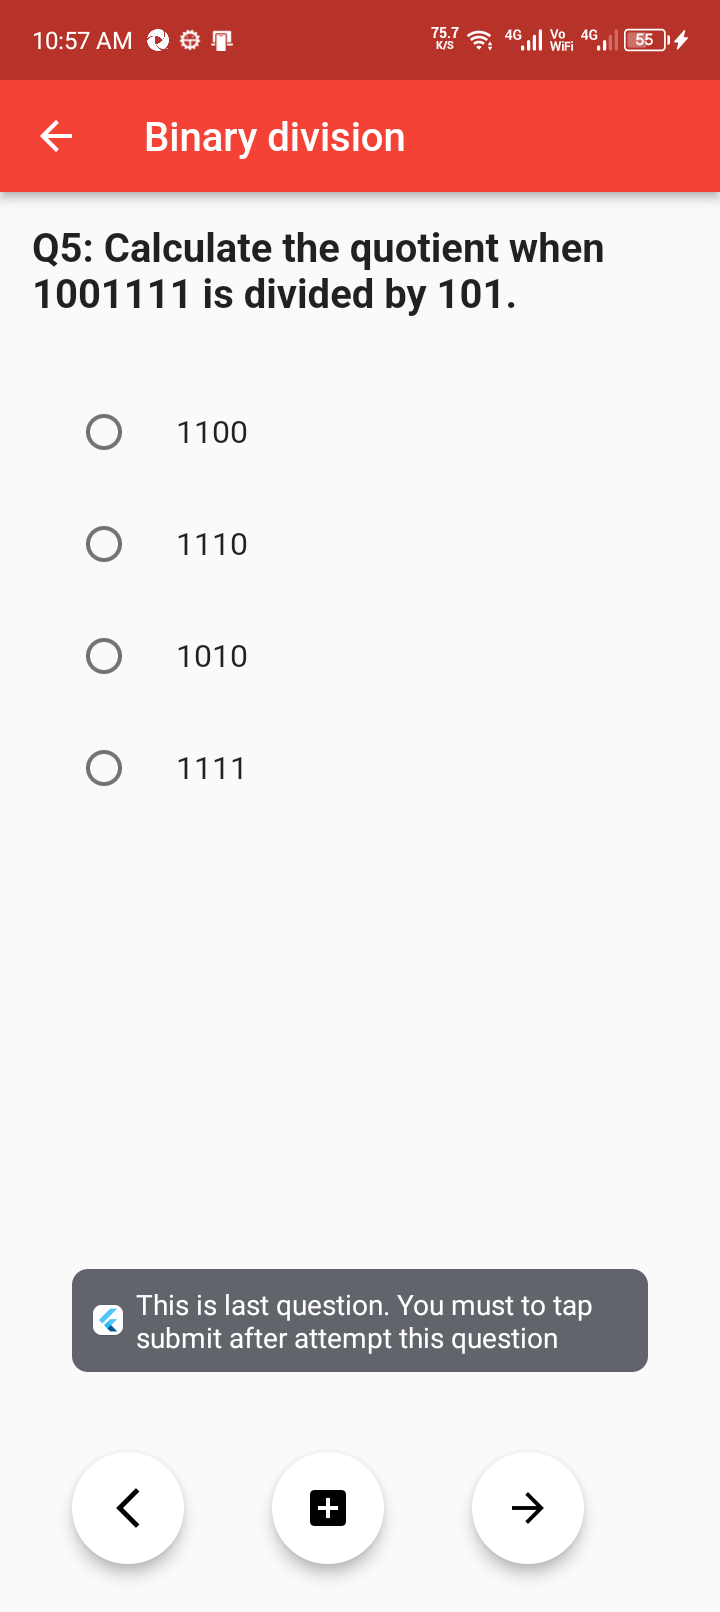 10:57 AM
75.7 K/S 4G Vo WiFi 4G 55
Binary division
Q5: Calculate the quotient when
1001111 is divided by 101.
1100
1110
1010
1111
This is last question. You must to tap
submit after attempt this question